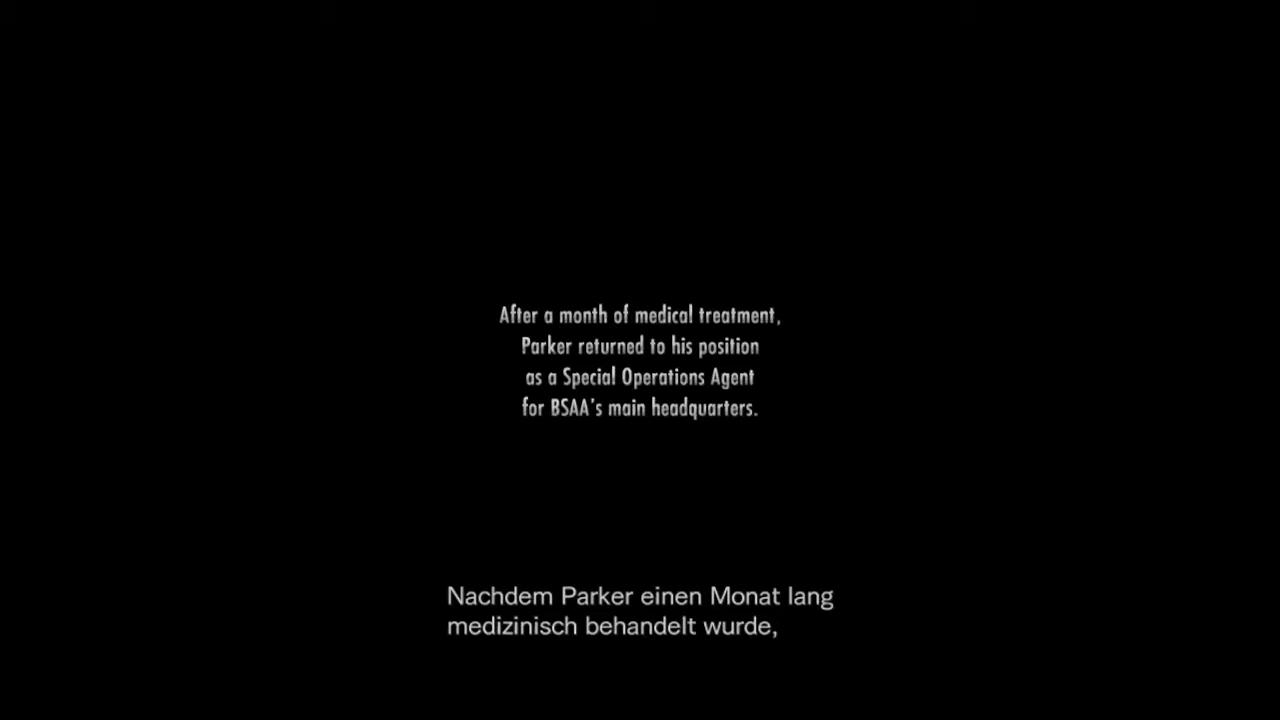 After a month of medical treatment,
Parker returned to his position
as a Special Operations Agent
for BSAA's main headquarters.
Nachdem Parker einen Monat lang
medizinisch behandelt wurde,